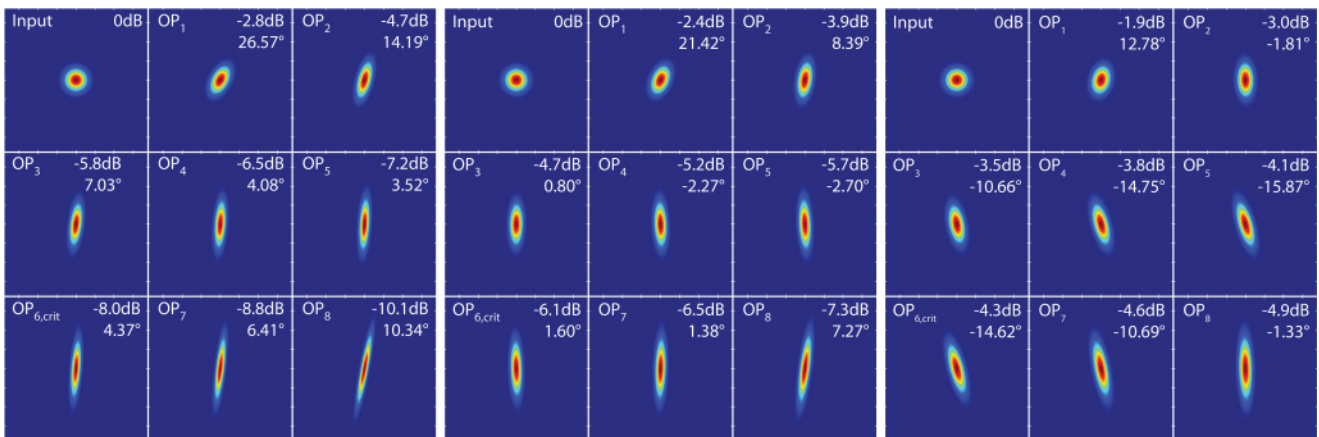 Input 0dB
OP1 -2.8dB
26.57°
OP2 -4.7dB
14.19°
OP3 -5.8dB
7.03°
OP4 -6.5dB
4.08°
OP5 -7.2dB
3.52°
OP6,crit -8.0dB
4.37°
OP7 -8.8dB
6.41°
OP8 -10.1dB
10.34°
Input 0dB
OP1 -2.4dB
21.42°
OP2 -3.9dB
8.39°
OP3 -4.7dB
0.80°
OP4 -5.2dB
-2.27°
OP5 -5.7dB
-2.70°
OP6,crit -6.1dB
1.60°
OP7 -6.5dB
1.38°
OP8 -7.3dB
7.27°
Input 0dB
OP1 -1.9dB
12.78°
OP2 -3.0dB
-1.81°
OP3 -3.5dB
-10.66°
OP4 -3.8dB
-14.75°
OP5 -4.1dB
-15.87°
OP6,crit -4.3dB
-14.62°
OP7 -4.6dB
-10.69°
OP8 -4.9dB
-1.33°